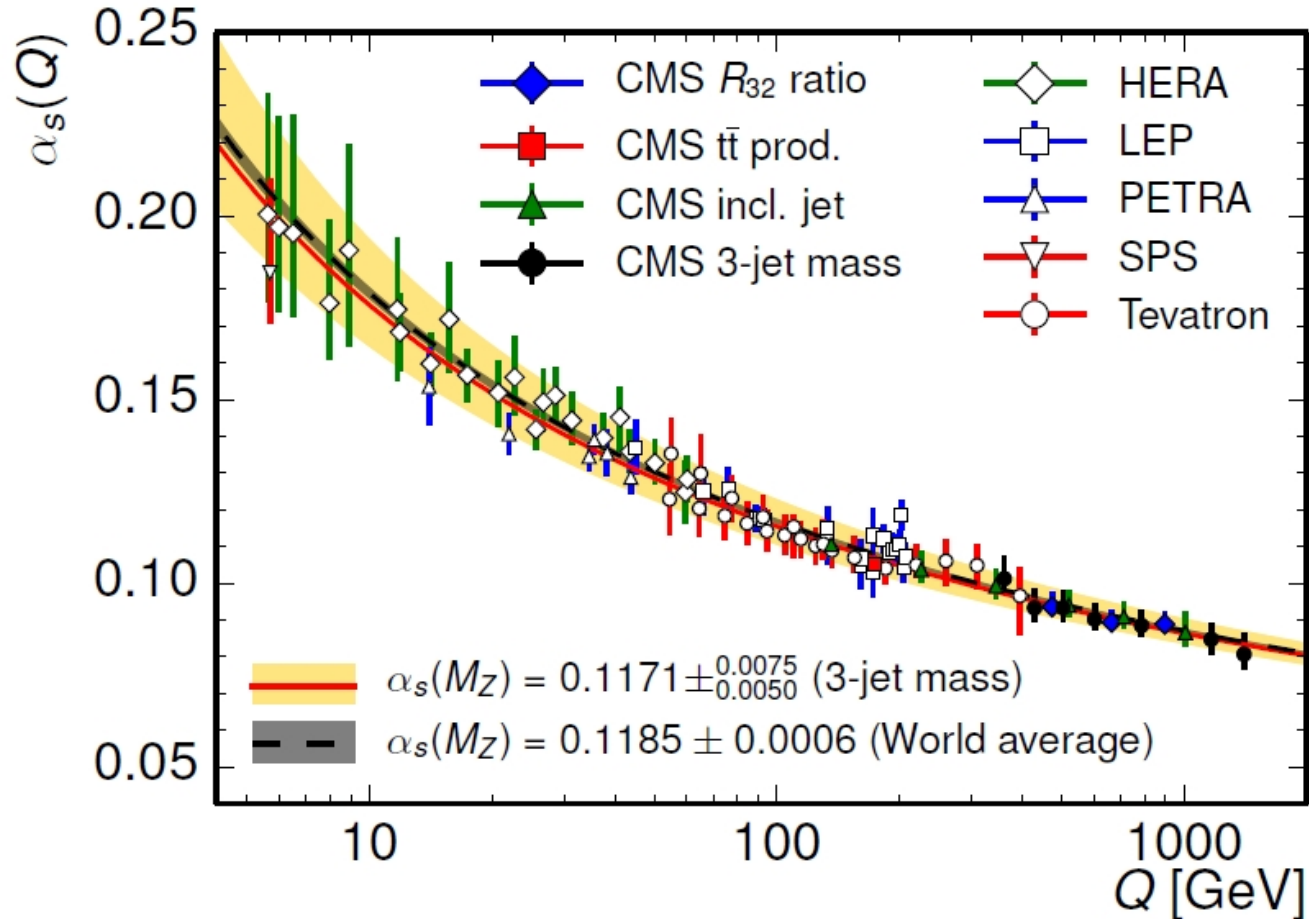 αs(Q)
0.25
0.20
0.15
0.10
0.05
CMS R32 ratio
CMS tt̄ prod.
CMS incl. jet
CMS 3-jet mass
HERA
LEP
PETRA
SPS
Tevatron
αs(MZ) = 0.1171 ±0.0075 0.0050 (3-jet mass)
αs(MZ) = 0.1185 ± 0.0006 (World average)
10 100 1000
Q [GeV]